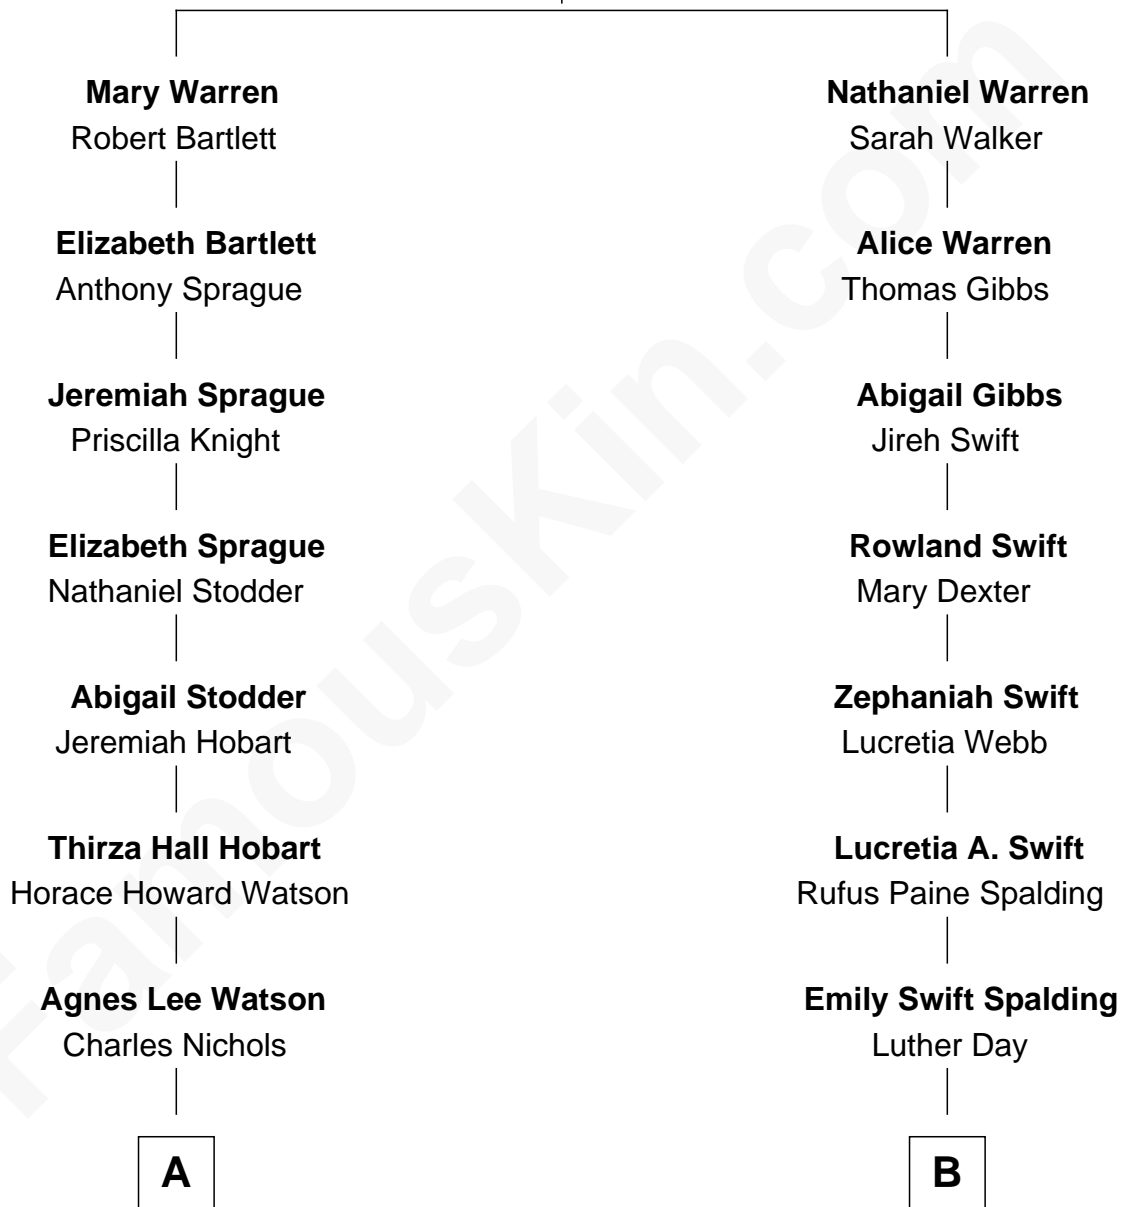 Mary Warren
Robert Bartlett
Elizabeth Bartlett
Anthony Sprague
Jeremiah Sprague
Priscilla Knight
Elizabeth Sprague
Nathaniel Stodder
Abigail Stodder
Jeremiah Hobart
Thirza Hall Hobart
Horace Howard Watson
Agnes Lee Watson
Charles Nichols
A
Nathaniel Warren
Sarah Walker
Alice Warren
Thomas Gibbs
Abigail Gibbs
Jireh Swift
Rowland Swift
Mary Dexter
Zephaniah Swift
Lucretia Webb
Lucretia A. Swift
Rufus Paine Spalding
Emily Swift Spalding
Luther Day
B
FamousKin.com